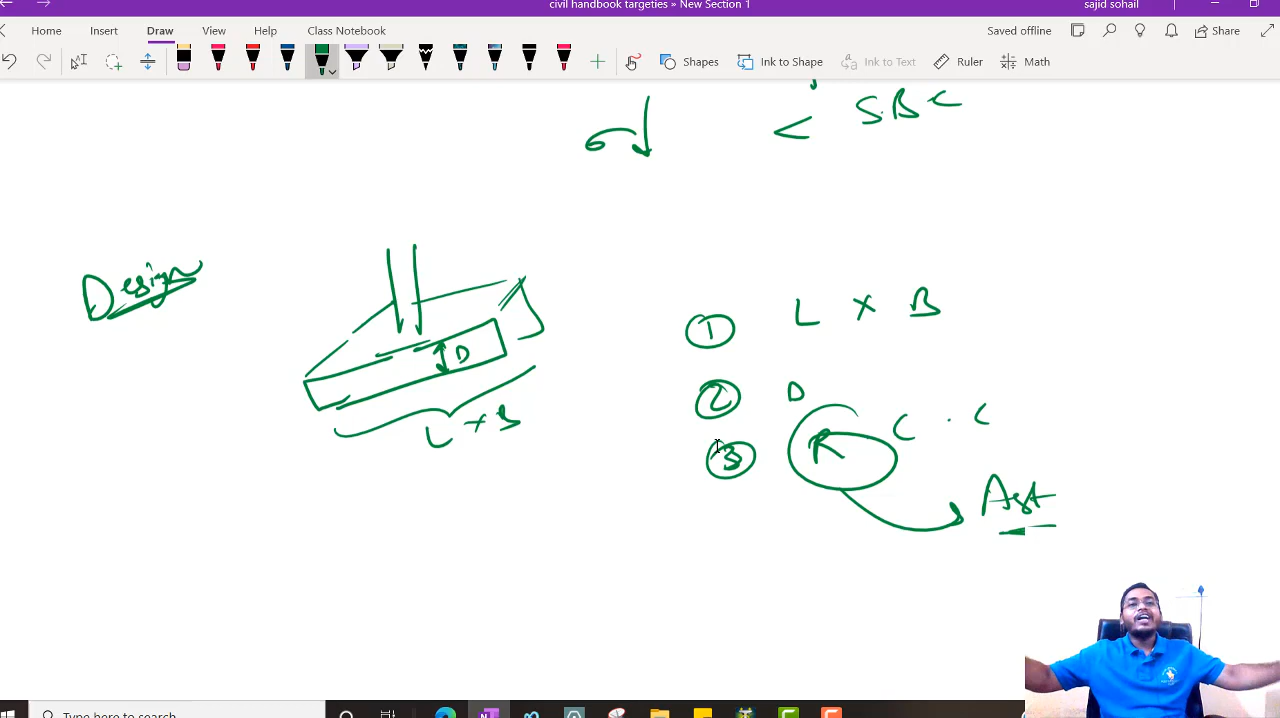 civil handbook targeties » New Section 1
sajid sohail
Home Insert Draw View Help Class Notebook
Saved offline
Share
Shapes
Ink to Shape
Ink to Text
Ruler
Math
S.B.C
<
Design
D
L × B
1 L × B
2 D
3 R C . C
Ast
Type here to search